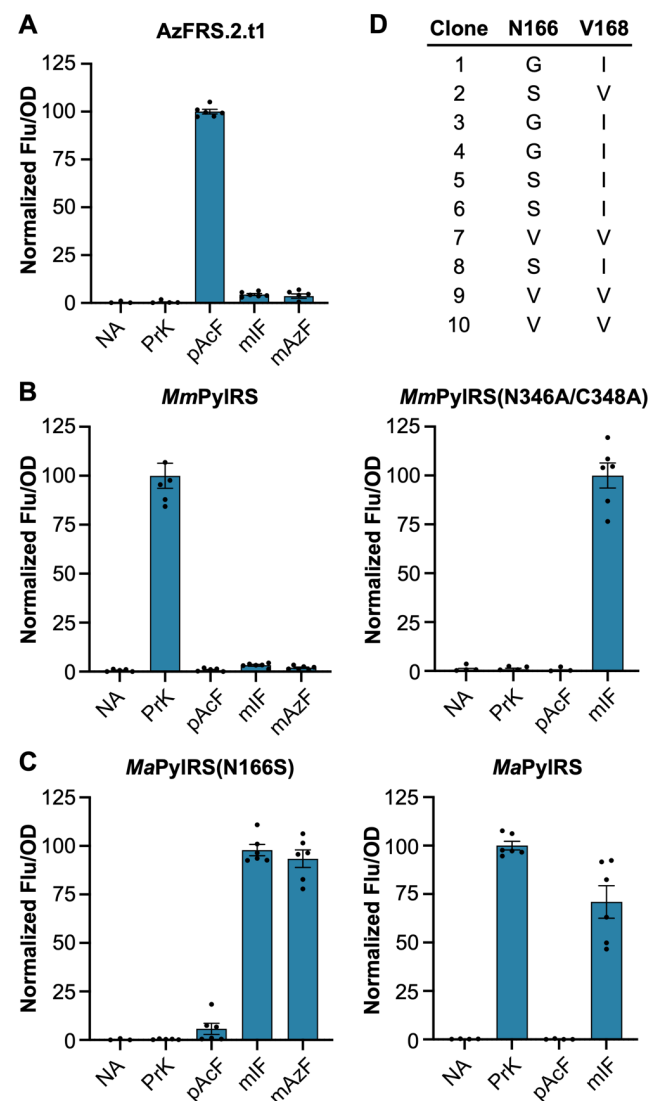 A
AzFRS.2.t1
Normalized Flu/OD
125
100
75
50
25
0
NA
PrK
pAcF
mIF
mAzF
D
Clone N166 V168
1 G I
2 S V
3 G I
4 G I
5 S I
6 S I
7 V V
8 S I
9 V V
10 V V
B
MmPylRS
Normalized Flu/OD
125
100
75
50
25
0
NA
PrK
pAcF
mIF
mAzF
MmPylRS(N346A/C348A)
Normalized Flu/OD
125
100
75
50
25
0
NA
PrK
pAcF
mIF
C
MaPylRS(N166S)
Normalized Flu/OD
125
100
75
50
25
0
NA
PrK
pAcF
mIF
mAzF
MaPylRS
Normalized Flu/OD
125
100
75
50
25
0
NA
PrK
pAcF
mIF